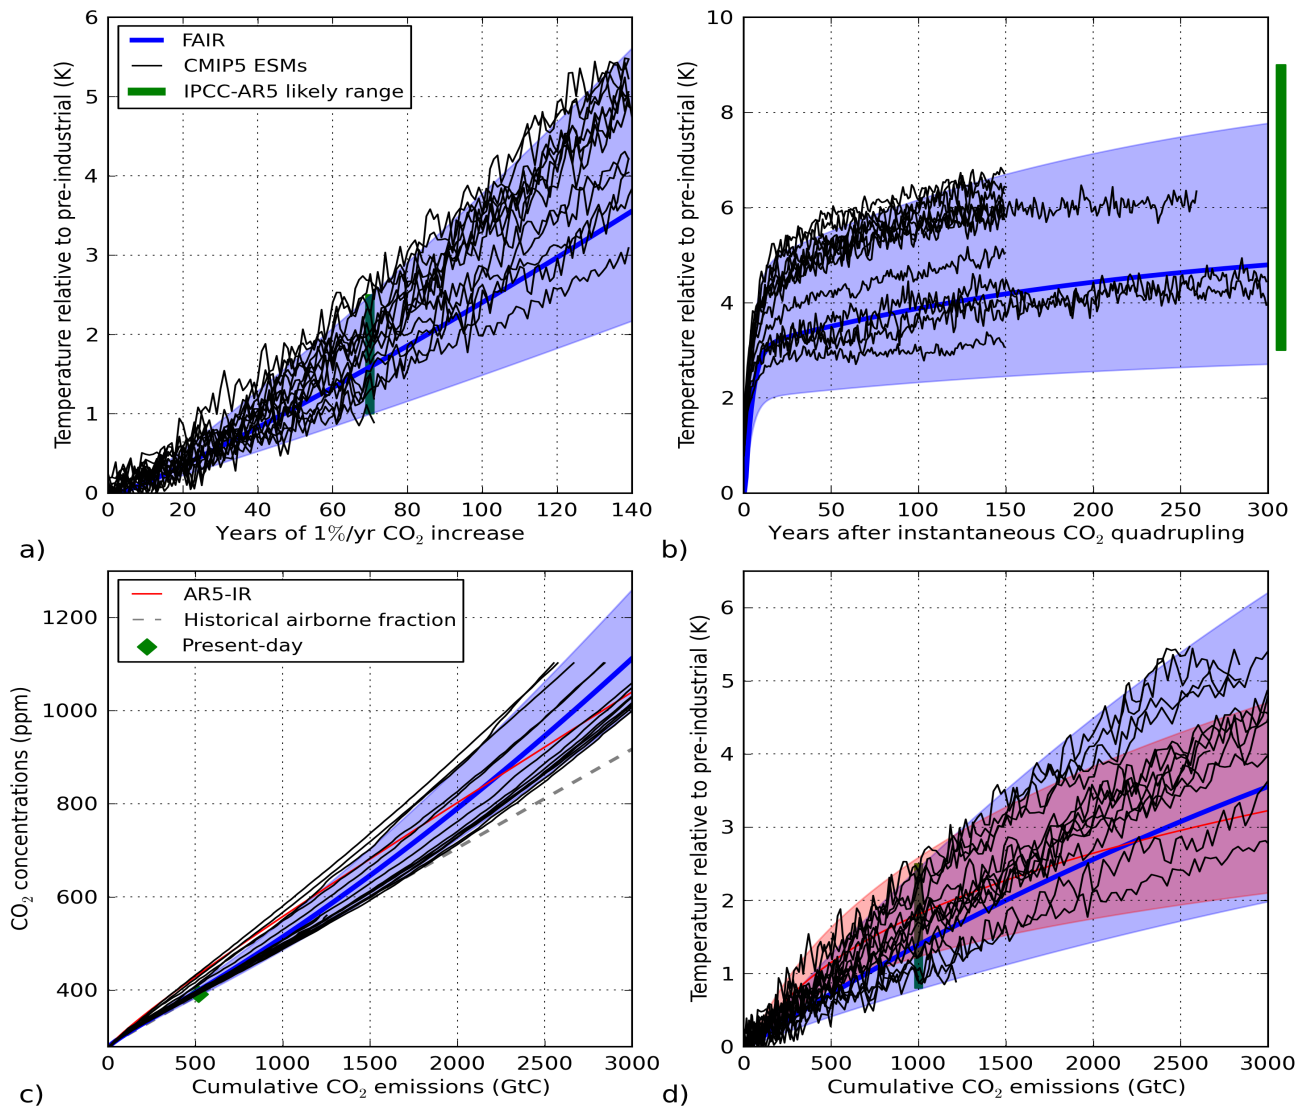 6
5
4
3
2
1
0
Temperature relative to pre-industrial (K)
FAIR
CMIP5 ESMs
IPCC-AR5 likely range
0 20 40 60 80 100 120 140
Years of 1%/yr CO₂ increase
a)
10
8
6
4
2
0
Temperature relative to pre-industrial (K)
0 50 100 150 200 250 300
Years after instantaneous CO₂ quadrupling
b)
1200
1000
800
600
400
CO₂ concentrations (ppm)
AR5-IR
Historical airborne fraction
Present-day
0 500 1000 1500 2000 2500 3000
Cumulative CO₂ emissions (GtC)
c)
6
5
4
3
2
1
0
Temperature relative to pre-industrial (K)
0 500 1000 1500 2000 2500 3000
Cumulative CO₂ emissions (GtC)
d)